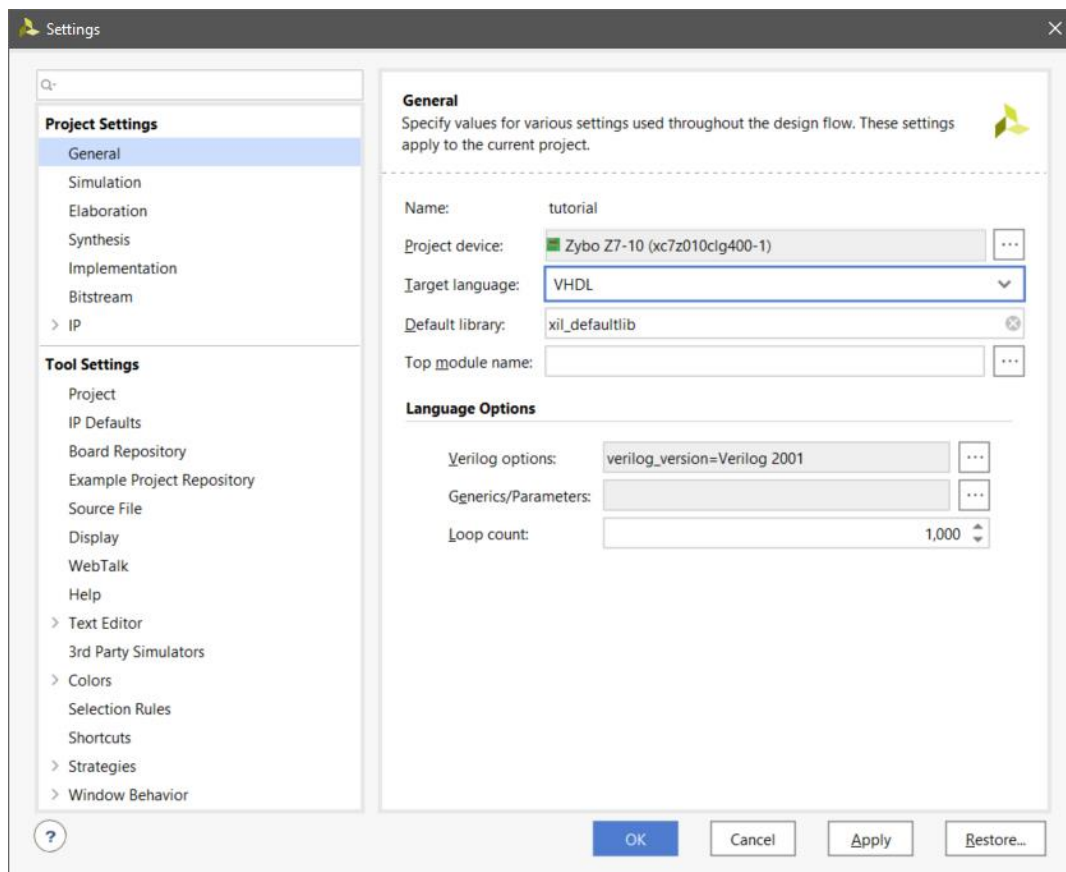 Settings
Project Settings
General
Simulation
Elaboration
Synthesis
Implementation
Bitstream
IP
Tool Settings
Project
IP Defaults
Board Repository
Example Project Repository
Source File
Display
WebTalk
Help
Text Editor
3rd Party Simulators
Colors
Selection Rules
Shortcuts
Strategies
Window Behavior
General
Specify values for various settings used throughout the design flow. These settings
apply to the current project.
Name: tutorial
Project device: Zybo Z7-10 (xc7z010clg400-1)
Target language: VHDL
Default library: xil_defaultlib
Top module name:
Language Options
Verilog options: verilog_version=Verilog 2001
Generics/Parameters:
Loop count: 1,000
? OK Cancel Apply Restore...